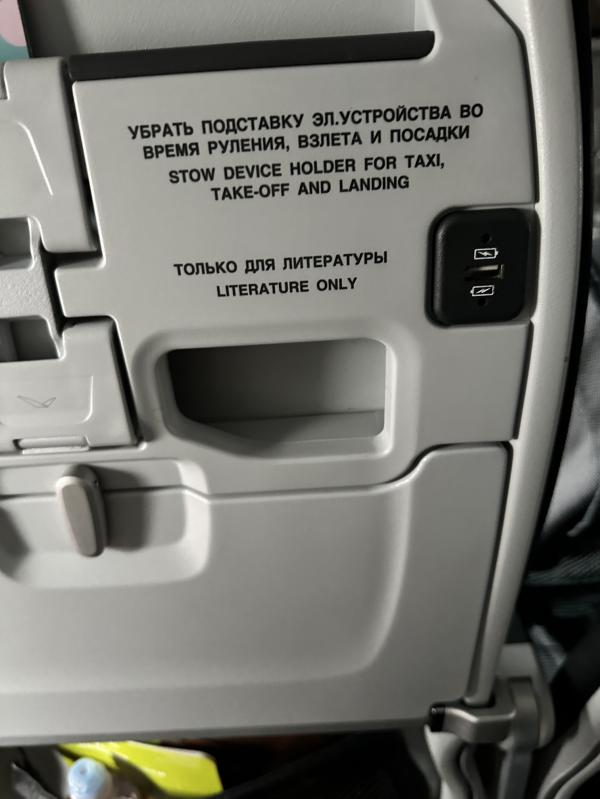 УБРАТЬ ПОДСТАВКУ ЭЛ.УСТРОЙСТВА ВО
ВРЕМЯ РУЛЕНИЯ, ВЗЛЕТА И ПОСАДКИ
STOW DEVICE HOLDER FOR TAXI,
TAKE-OFF AND LANDING
ТОЛЬКО ДЛЯ ЛИТЕРАТУРЫ
LITERATURE ONLY